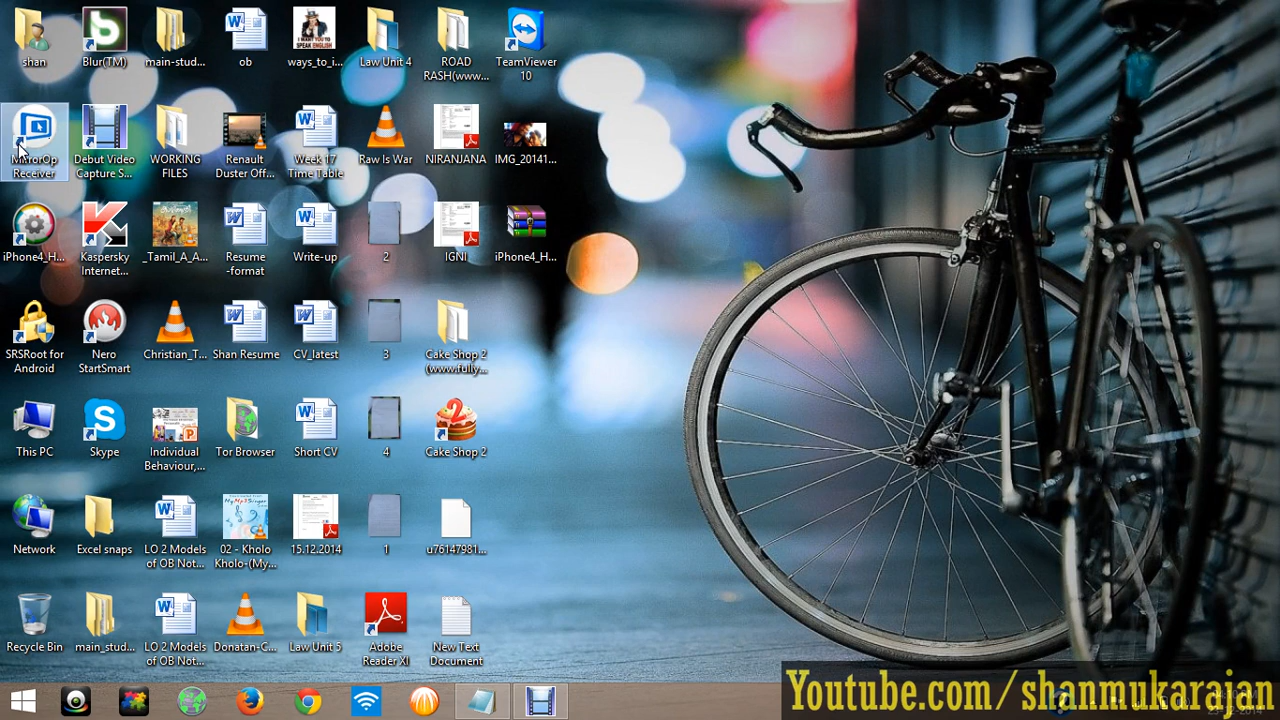 shan
Blur(TM)
main-stud...
ob
ways_to_i...
Law Unit 4
ROAD
RASH(www...
TeamViewer
10
MirrorOp
Receiver
Debut Video
Capture S...
WORKING
FILES
Renault
Duster Off...
Week 17
Time Table
Raw Is War
NIRANJANA
IMG_20141...
iPhone4_H...
Kaspersky
Internet...
_Tamil_A_A...
Resume
-format
Write-up
2
IGNI
iPhone4_H...
SRSRoot for
Android
Nero
StartSmart
Christian_T...
Shan Resume
CV_latest
3
Cake Shop 2
(www.fully...
This PC
Skype
Individual
Behaviour,...
Tor Browser
Short CV
4
Cake Shop 2
Network
Excel snaps
LO 2 Models
of OB Not...
02 - Kholo
Kholo-(My...
15.12.2014
1
u76147981...
Recycle Bin
main_stud...
LO 2 Models
of OB Not...
Donatan-C...
Law Unit 5
Adobe
Reader XI
New Text
Document
Youtube.com/shanmukarajan